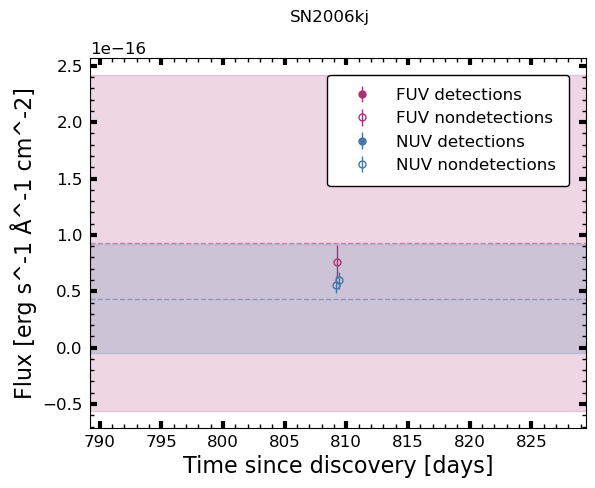 SN2006kj
1e−16
2.5
2.0
1.5
1.0
0.5
0.0
−0.5
Flux [erg s^-1 Å^-1 cm^-2]
FUV detections
FUV nondetections
NUV detections
NUV nondetections
790 795 800 805 810 815 820 825
Time since discovery [days]